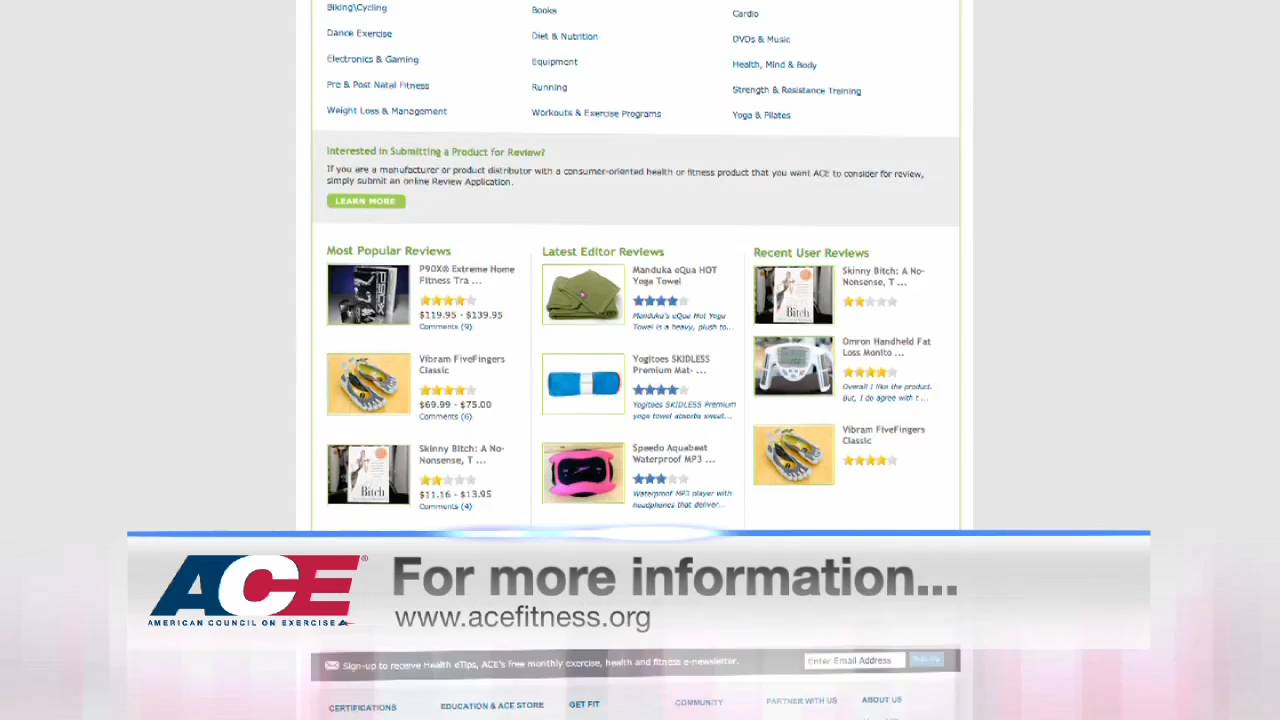 Biking\Cycling
Books
Cardio
Dance Exercise
Diet & Nutrition
DVDs & Music
Electronics & Gaming
Equipment
Health, Mind & Body
Pre & Post Natal Fitness
Running
Strength & Resistance Training
Weight Loss & Management
Workouts & Exercise Programs
Yoga & Pilates
Interested in Submitting a Product for Review?
If you are a manufacturer or product distributor with a consumer-oriented health or fitness product that you want ACE to consider for review,
simply submit an online Review Application.
LEARN MORE
Most Popular Reviews
P90X® Extreme Home
Fitness Tra ...
$119.95 - $139.95
Comments (9)
Vibram FiveFingers
Classic
$69.99 - $75.00
Comments (6)
Skinny Bitch: A No-
Nonsense, T ...
$11.16 - $13.95
Comments (4)
P90X
Bitch
Latest Editor Reviews
Manduka eQua HOT
Yoga Towel
Manduka's eQua Hot Yoga
Towel is a heavy, plush to...
Yogitoes SKIDLESS
Premium Mat- ...
Yogitoes SKIDLESS Premium
yoga towel absorbs sweat...
Speedo Aquabeat
Waterproof MP3 ...
Waterproof MP3 player with
headphones that deliver...
Recent User Reviews
Skinny Bitch: A No-
Nonsense, T ...
Bitch
Omron Handheld Fat
Loss Monito ...
Overall I like the product.
But, I do agree with t ...
Vibram FiveFingers
Classic
ACE®
AMERICAN COUNCIL ON EXERCISE
For more information...
www.acefitness.org
Sign-up to receive Health eTips, ACE's free monthly exercise, health and fitness e-newsletter.
Enter Email Address
Sign Up
CERTIFICATIONS
EDUCATION & ACE STORE
GET FIT
COMMUNITY
PARTNER WITH US
ABOUT US